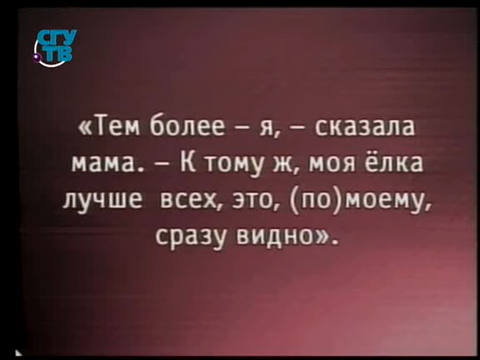 СГУ
ТВ
«Тем более – я, – сказала
мама. – К тому ж, моя ёлка
лучше всех, это, (по)моему,
сразу видно».